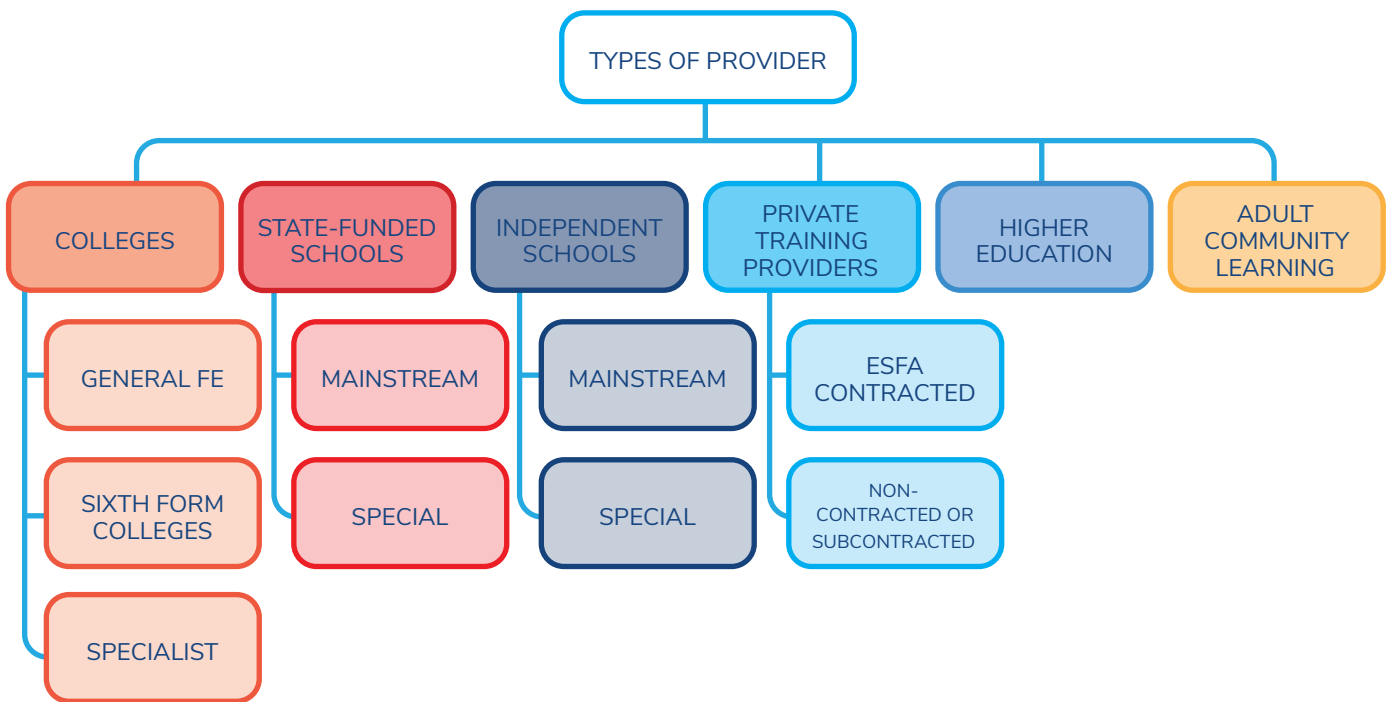 TYPES OF PROVIDER
COLLEGES
STATE-FUNDED
SCHOOLS
INDEPENDENT
SCHOOLS
PRIVATE
TRAINING
PROVIDERS
HIGHER
EDUCATION
ADULT
COMMUNITY
LEARNING
GENERAL FE
MAINSTREAM
MAINSTREAM
ESFA
CONTRACTED
SIXTH FORM
COLLEGES
SPECIAL
SPECIAL
NON-
CONTRACTED OR
SUBCONTRACTED
SPECIALIST